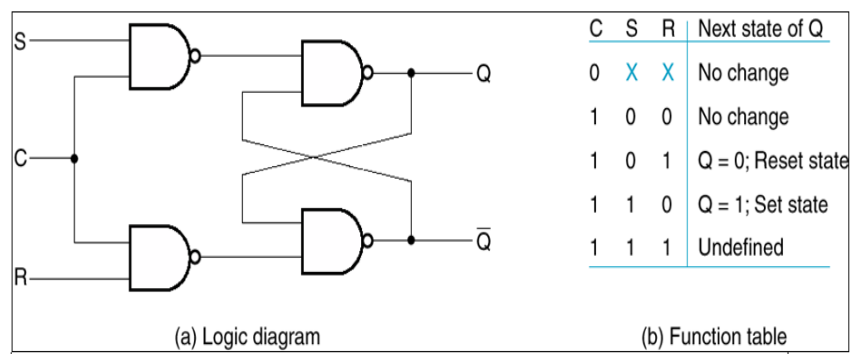 S
C
R
Q
Q̅
(a) Logic diagram
C S R Next state of Q
0 X X No change
1 0 0 No change
1 0 1 Q = 0; Reset state
1 1 0 Q = 1; Set state
1 1 1 Undefined
(b) Function table